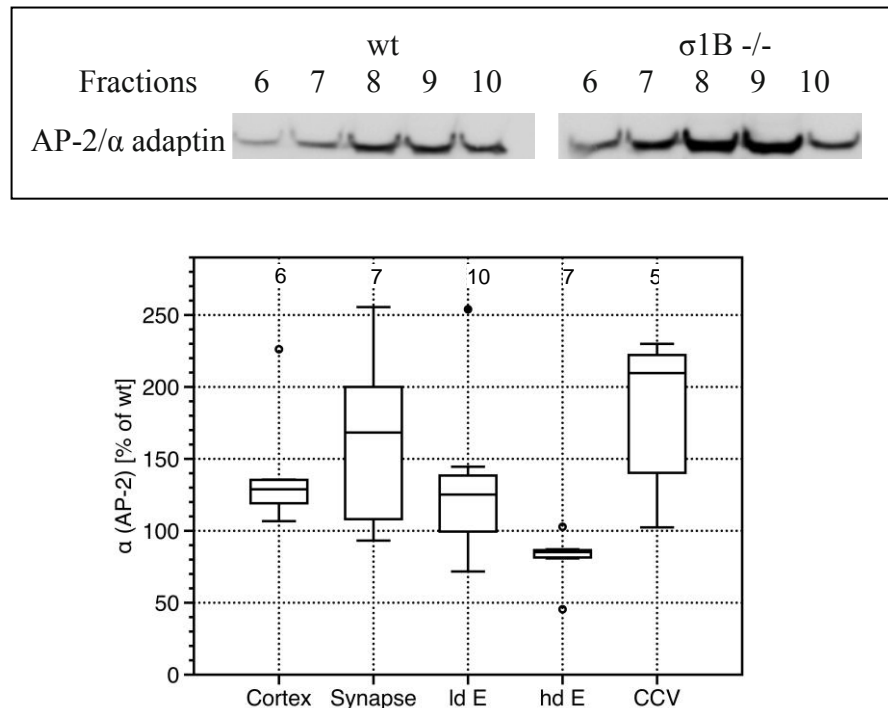 wt σ1B -/-
Fractions 6 7 8 9 10 6 7 8 9 10
AP-2/α adaptin
6 7 10 7 5
250
200
150
100
50
0
α (AP-2) [% of wt]
Cortex Synapse ld E hd E CCV